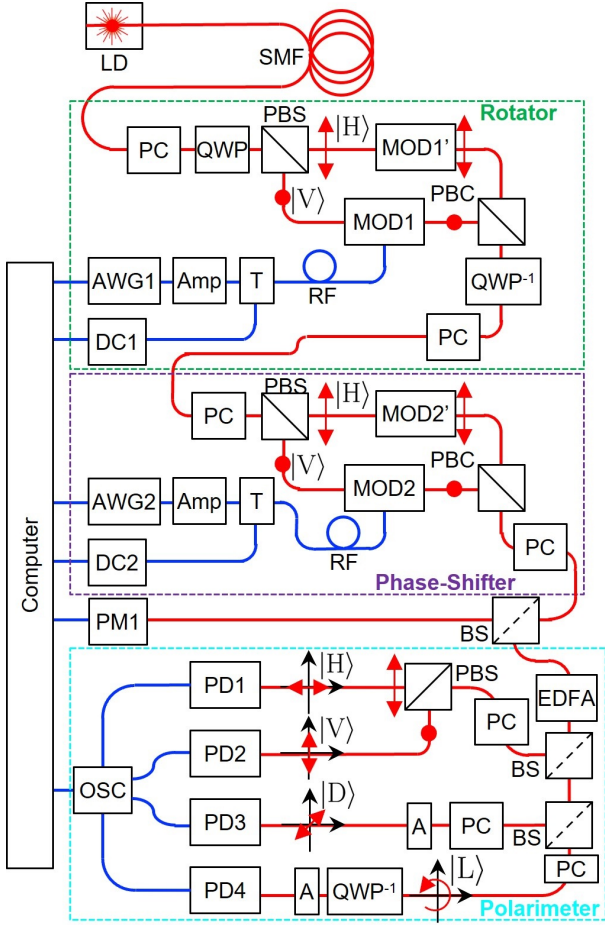 LD
SMF
Rotator
PBS
|H⟩
PC
QWP
MOD1’
|V⟩
PBC
MOD1
AWG1
Amp
T
RF
QWP⁻¹
DC1
PC
PBS
|H⟩
PC
MOD2’
|V⟩
PBC
MOD2
AWG2
Amp
T
RF
PC
DC2
Phase-Shifter
Computer
PM1
BS
|H⟩
PD1
PBS
EDFA
PC
|V⟩
PD2
BS
OSC
|D⟩
PD3
A
PC
BS
PC
|L⟩
PD4
A
QWP⁻¹
Polarimeter